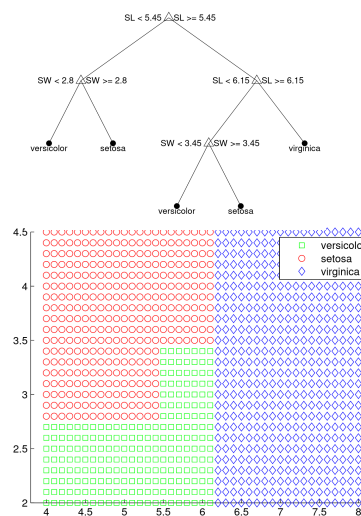 SL < 5.45 SL >= 5.45
SW < 2.8 SW >= 2.8 SL < 6.15 SL >= 6.15
versicolor setosa SW < 3.45 SW >= 3.45 virginica
versicolor setosa
4.5
4
3.5
3
2.5
2
versicolo
setosa
virginica
4 4.5 5 5.5 6 6.5 7 7.5 8